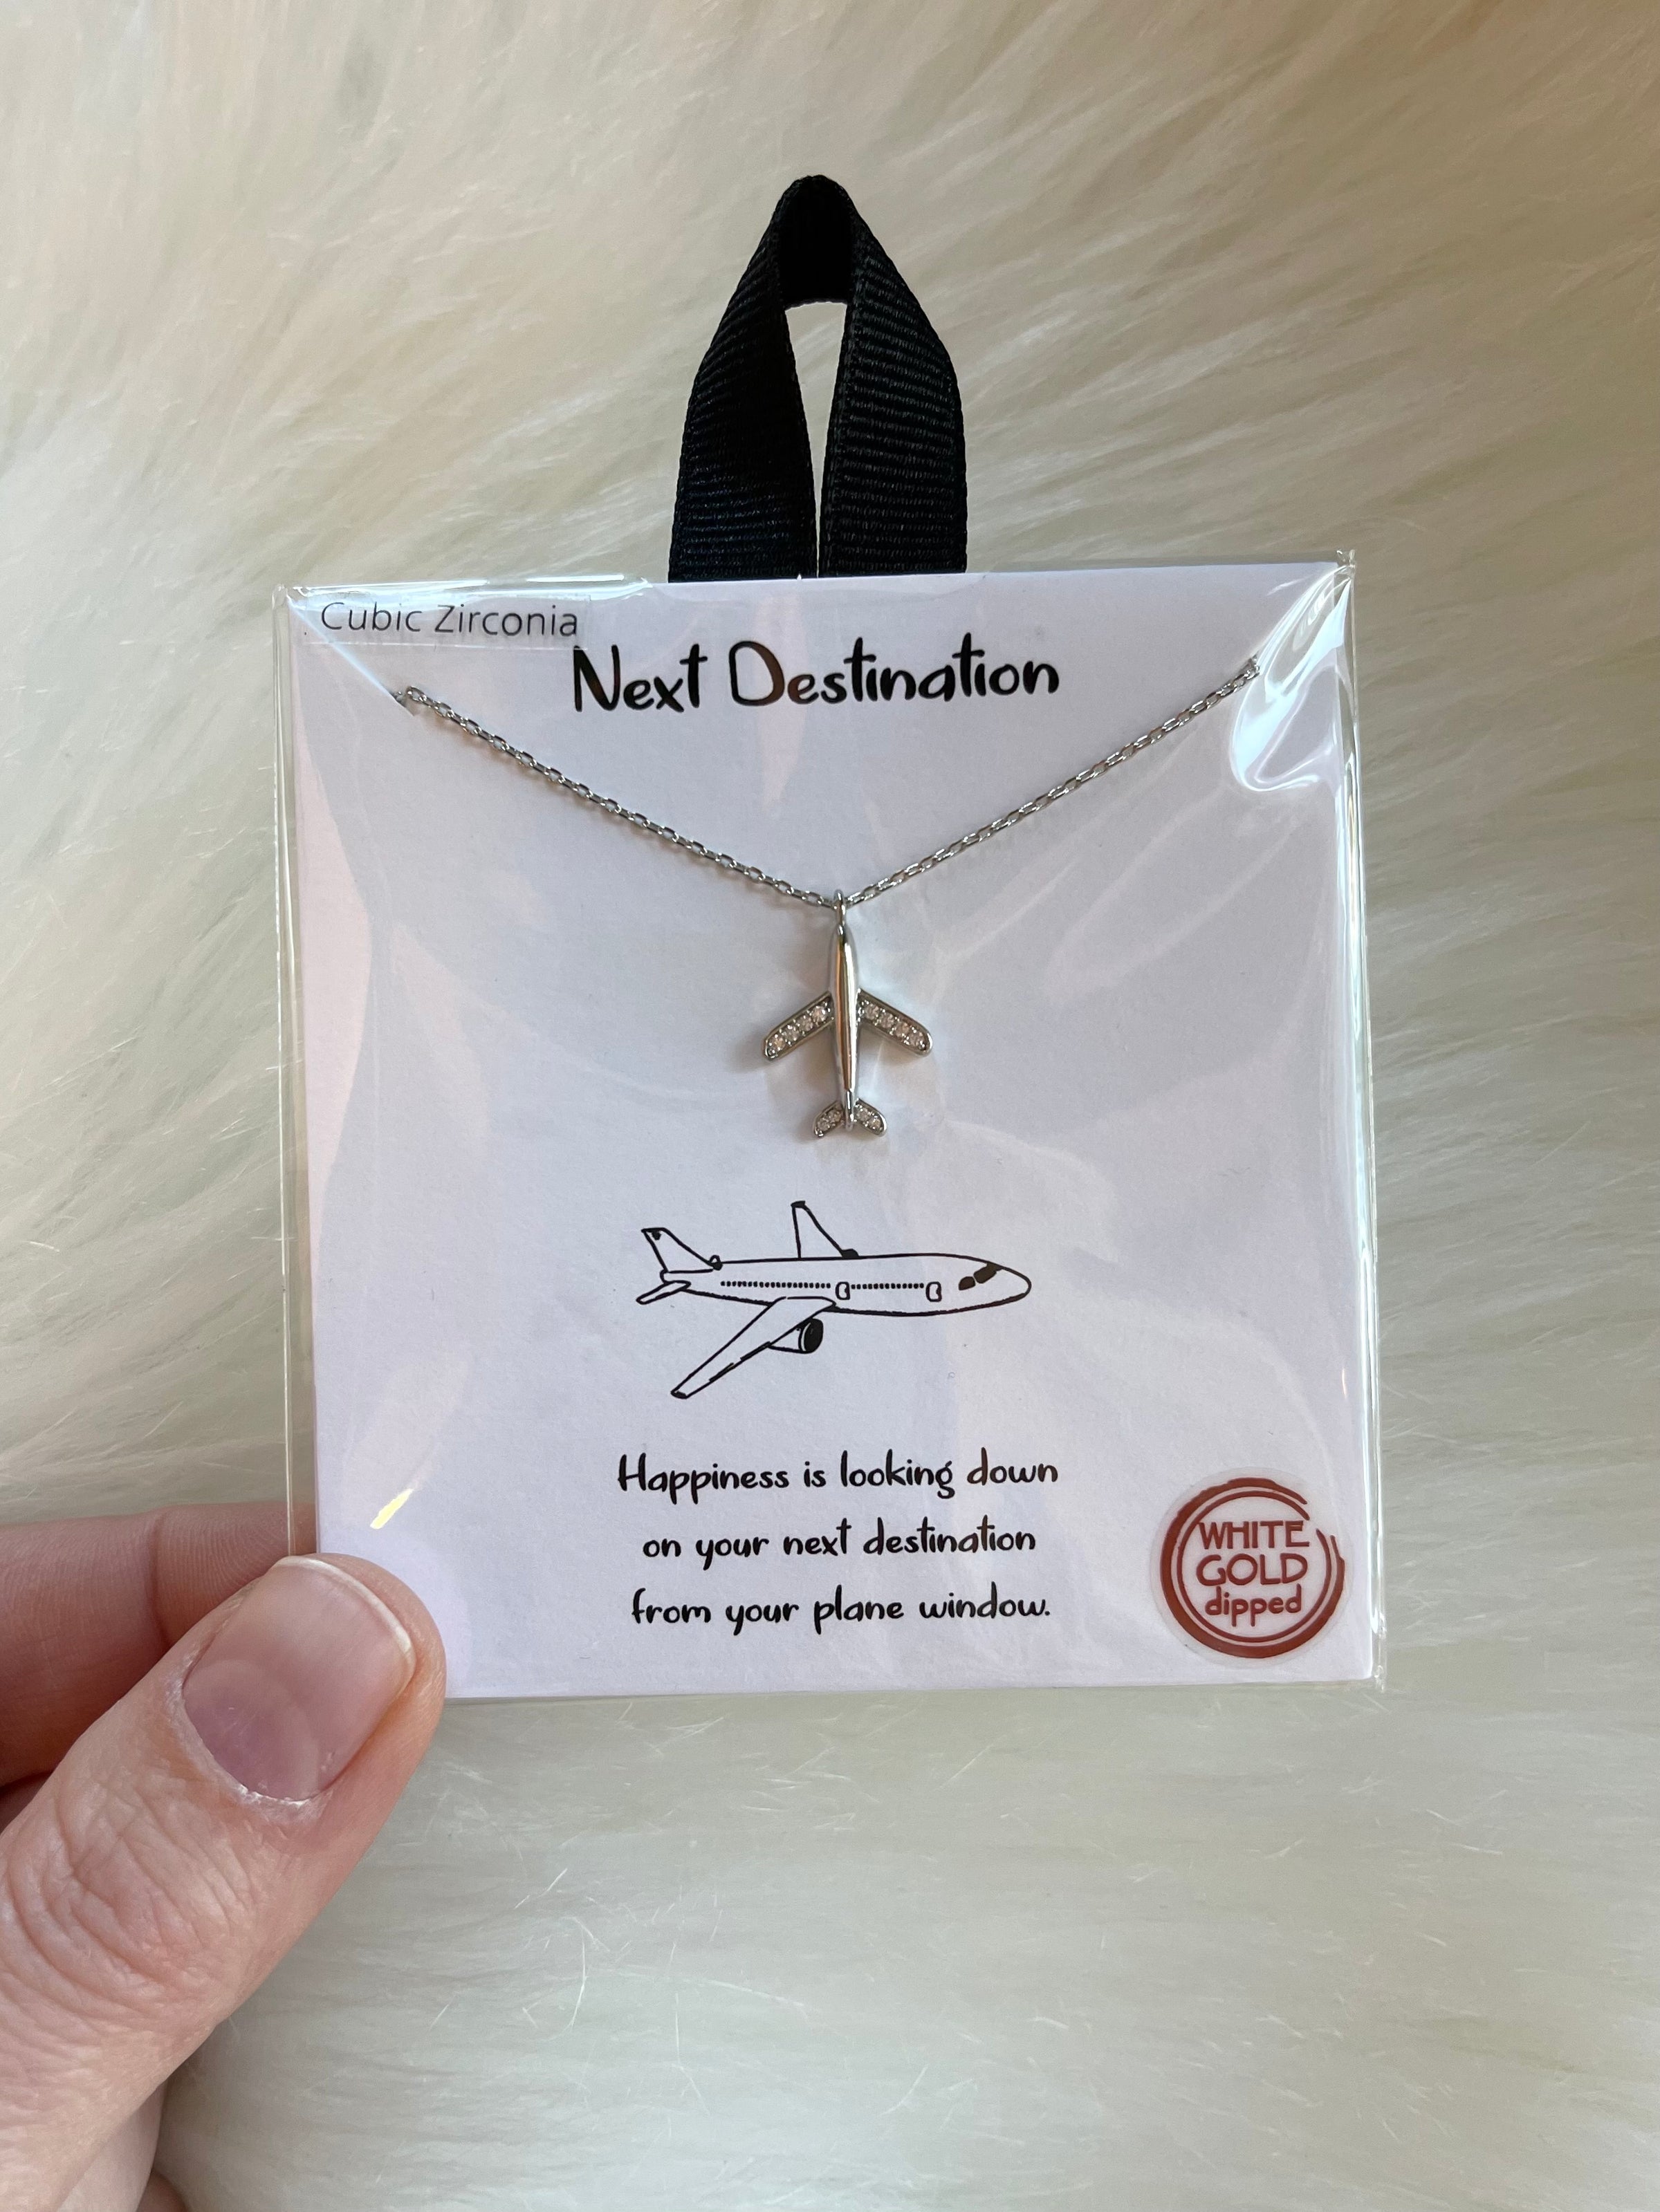 Cubic Zirconia
Next Destination
Happiness is looking down
on your next destination
from your plane window.
WHITE
GOLD
dipped